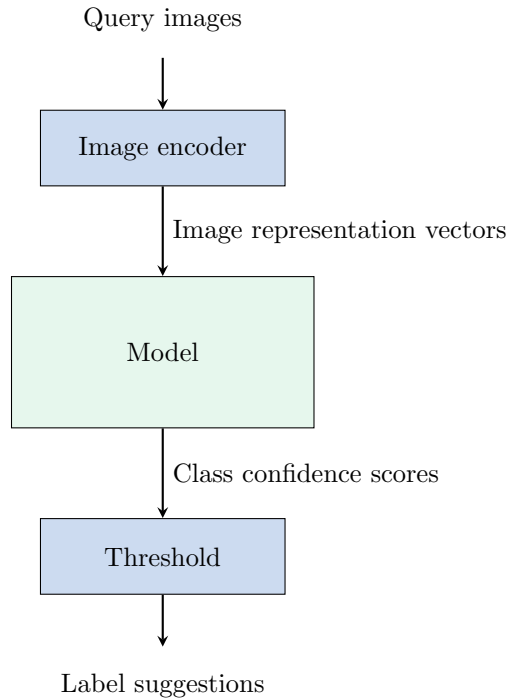 Query images
Image encoder
Image representation vectors
Model
Class confidence scores
Threshold
Label suggestions